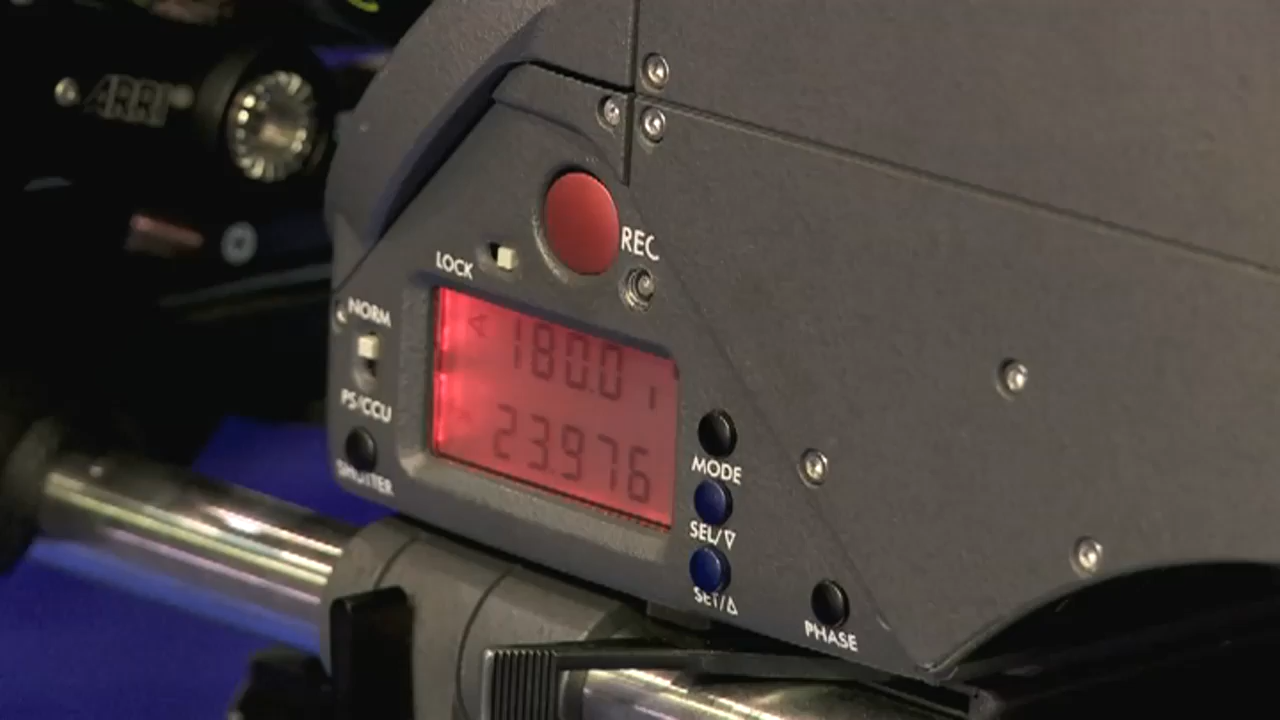 ARRI
REC
LOCK
NORM
180.0
PS/CCU
23.976
MODE
SHUTTER
SEL/▽
SET/△
PHASE